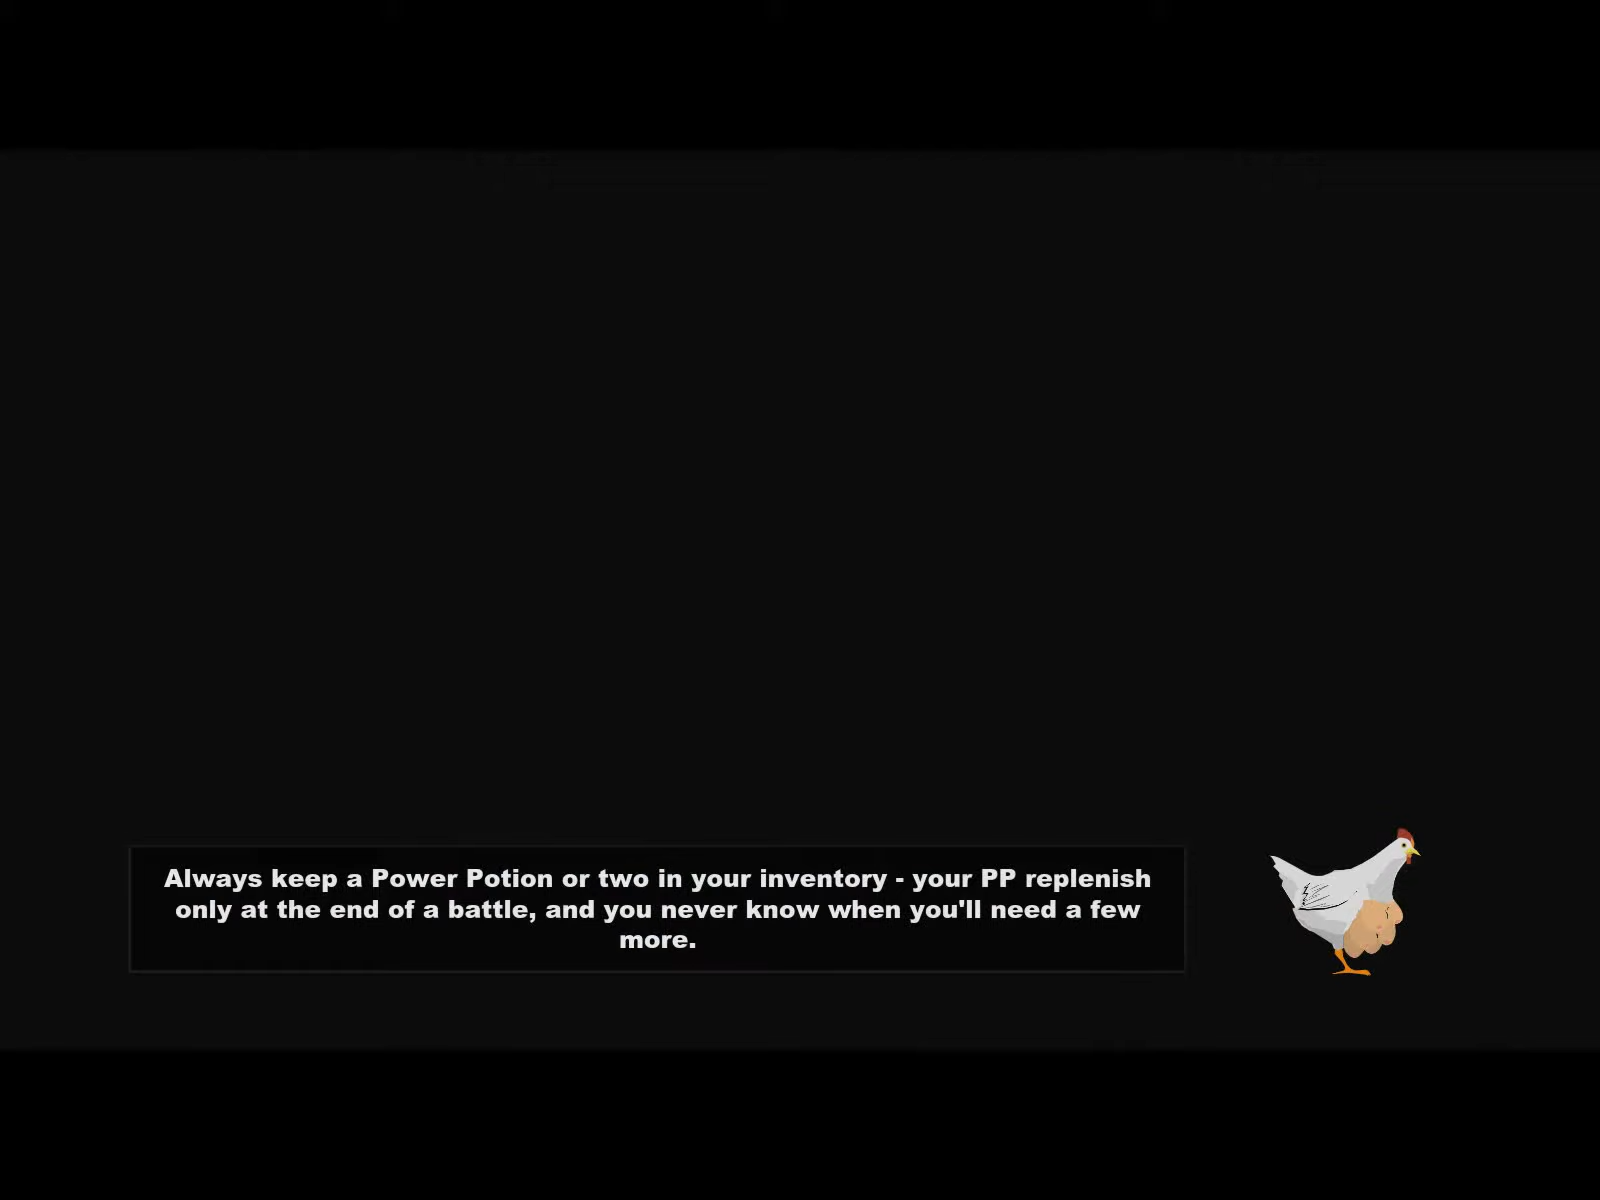 Always keep a Power Potion or two in your inventory - your PP replenish
only at the end of a battle, and you never know when you'll need a few
more.